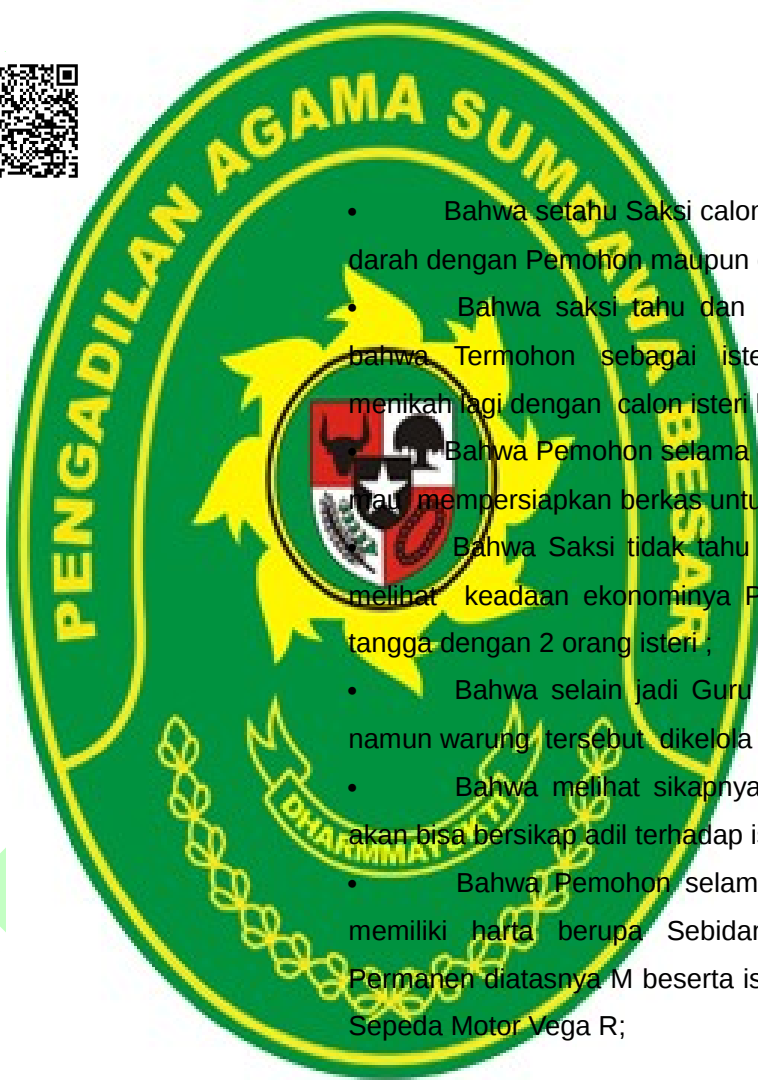 PENGADILAN AGAMA SUMBAWA BESAR
• Bahwa setahu Saksi calon
darah dengan Pemohon maupun
• Bahwa saksi tahu dan
bahwa Termohon sebagai iste
menikah lagi dengan calon isteri
• Bahwa Pemohon selama
mau mempersiapkan berkas untu
• Bahwa Saksi tidak tahu
melihat keadaan ekonominya P
tangga dengan 2 orang isteri ;
• Bahwa selain jadi Guru
namun warung tersebut dikelola
• Bahwa melihat sikapnya
DHARMMAYUKTI
akan bisa bersikap adil terhadap is
• Bahwa Pemohon selam
memiliki harta berupa Sebidan
Permanen diatasnya M beserta is
Sepeda Motor Vega R;